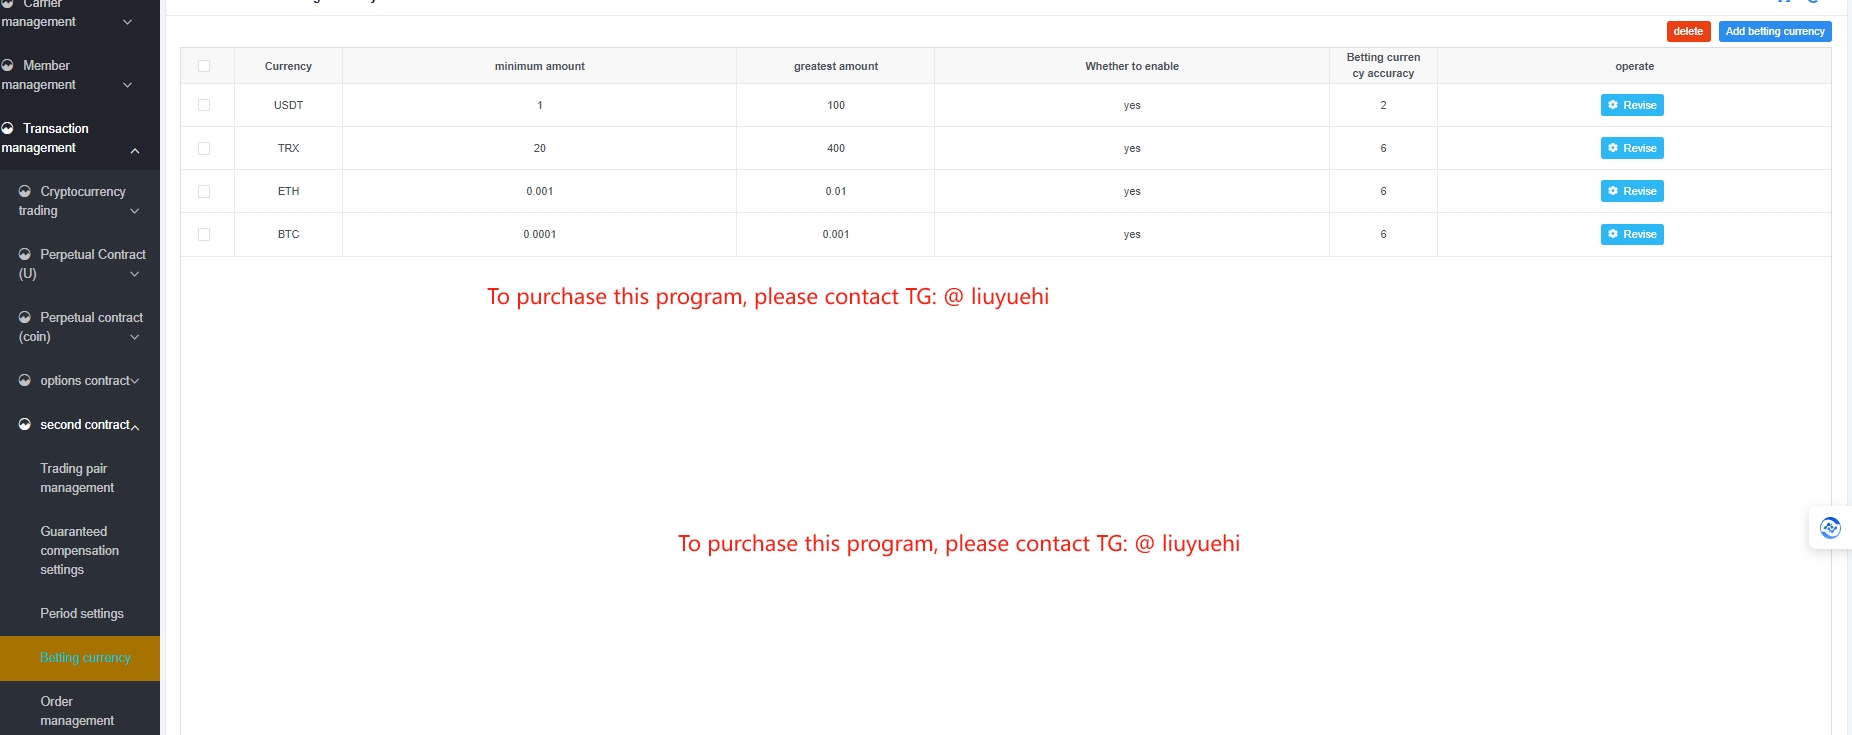 Carrier
management
Member
management
Transaction
management
Cryptocurrency
trading
Perpetual Contract
(U)
Perpetual contract
(coin)
options contract
second contract
Trading pair
management
Guaranteed
compensation
settings
Period settings
Betting currency
Order
management
delete Add betting currency
Currency minimum amount greatest amount Whether to enable Betting curren operate
cy accuracy
USDT 1 100 yes 2 Revise
TRX 20 400 yes 6 Revise
ETH 0.001 0.01 yes 6 Revise
BTC 0.0001 0.001 yes 6 Revise
To purchase this program, please contact TG: @ liuyuehi
To purchase this program, please contact TG: @ liuyuehi